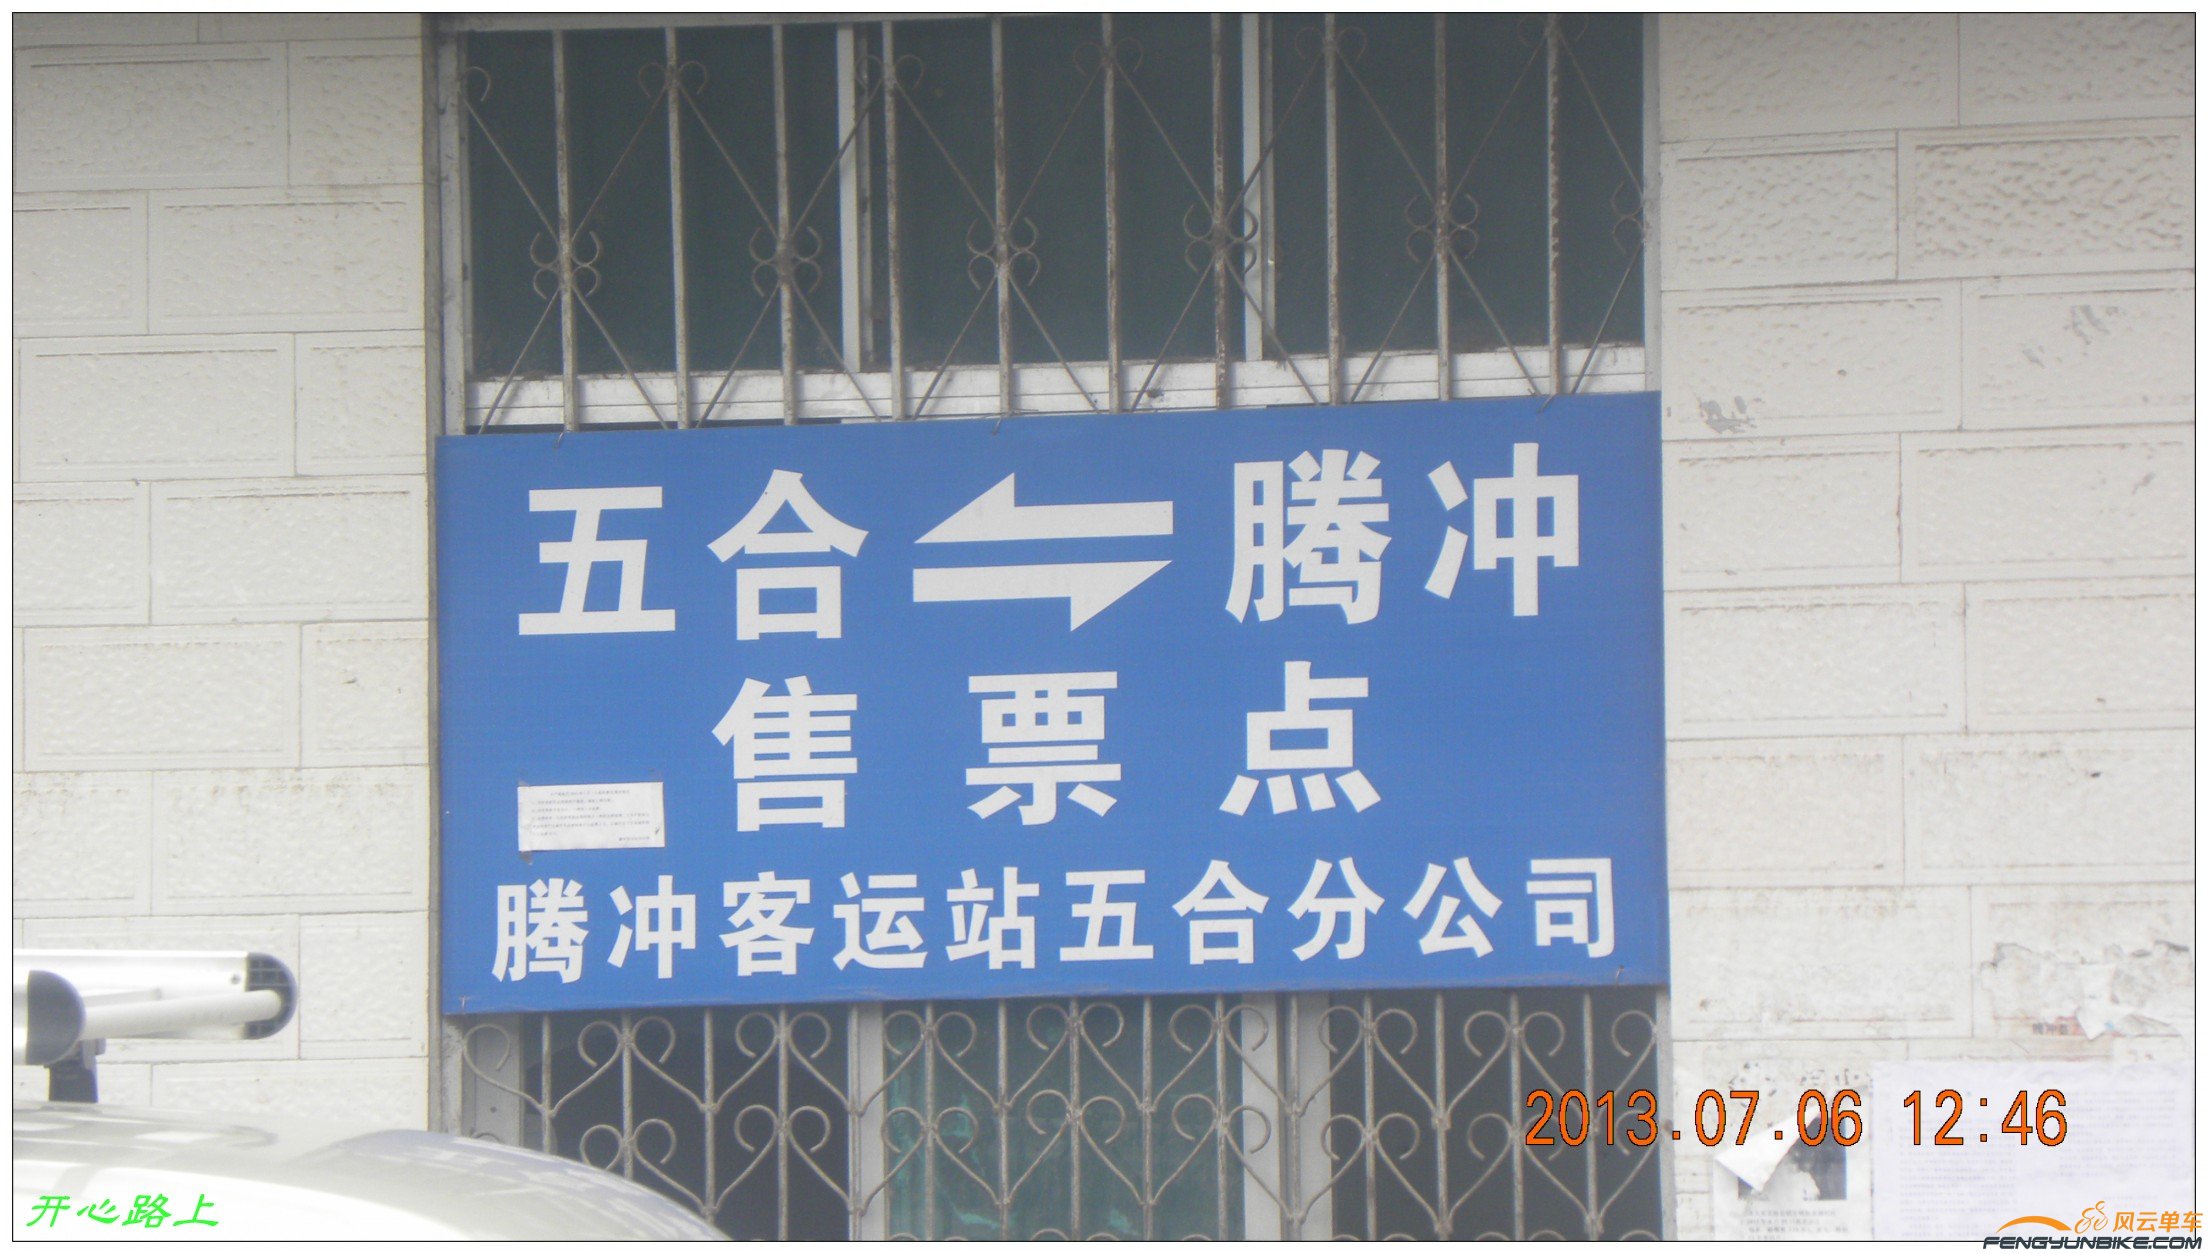 五合⇌腾冲
售票点
腾冲客运站五合分公司
2013.07.06 12:46
开心路上
风云单车
FENGYUNBIKE.COM